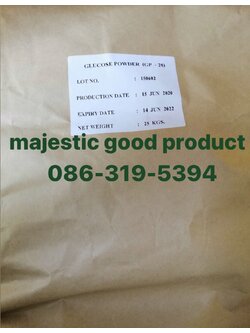 GLUCOSE POWDER (GP - 20)
LOT NO. : 150602
PRODUCTION DATE : 15 JUN 2020
EXPIRY DATE : 14 JUN 2022
NET WEIGHT : 25 KGS.
majestic good product
086-319-5394